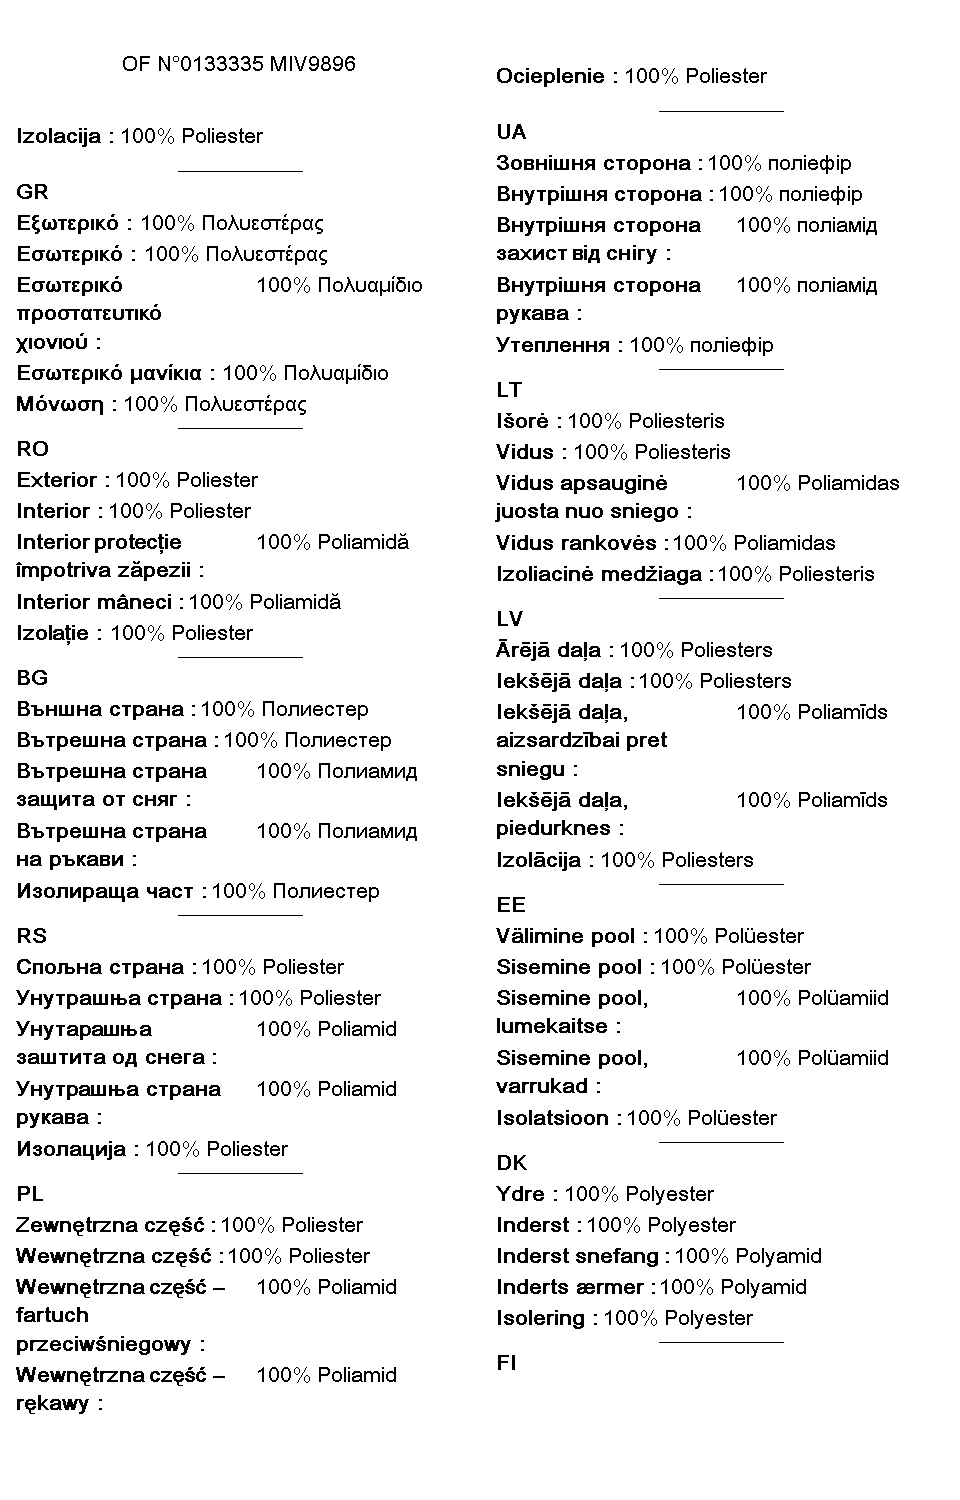 OF N°0133335 MIV9896
Izolacija : 100% Poliester
GR
Εξωτερικό : 100% Πολυεστέρας
Εσωτερικό : 100% Πολυεστέρας
Εσωτερικό 100% Πολυαμίδιο
προστατευτικό
χιονιού :
Εσωτερικό μανίκια : 100% Πολυαμίδιο
Μόνωση : 100% Πολυεστέρας
RO
Exterior : 100% Poliester
Interior : 100% Poliester
Interior protecție 100% Poliamidă
împotriva zăpezii :
Interior mâneci : 100% Poliamidă
Izolație : 100% Poliester
BG
Външна страна : 100% Полиестер
Вътрешна страна : 100% Полиестер
Вътрешна страна 100% Полиамид
защита от сняг :
Вътрешна страна 100% Полиамид
на ръкави :
Изолираща част : 100% Полиестер
RS
Спољна страна : 100% Poliester
Унутрашња страна : 100% Poliester
Унутарашња 100% Poliamid
заштита од снега :
Унутрашња страна 100% Poliamid
рукава :
Изолација : 100% Poliester
PL
Zewnętrzna część : 100% Poliester
Wewnętrzna część : 100% Poliester
Wewnętrzna część – 100% Poliamid
fartuch
przeciwśniegowy :
Wewnętrzna część – 100% Poliamid
rękawy :
Ocieplenie : 100% Poliester
UA
Зовнішня сторона : 100% поліефір
Внутрішня сторона : 100% поліефір
Внутрішня сторона 100% поліамід
захист від снігу :
Внутрішня сторона 100% поліамід
рукава :
Утеплення : 100% поліефір
LT
Išorė : 100% Poliesteris
Vidus : 100% Poliesteris
Vidus apsauginė 100% Poliamidas
juosta nuo sniego :
Vidus rankovės : 100% Poliamidas
Izoliacinė medžiaga : 100% Poliesteris
LV
Ārējā daļa : 100% Poliesters
Iekšējā daļa : 100% Poliesters
Iekšējā daļa, 100% Poliamīds
aizsardzībai pret
sniegu :
Iekšējā daļa, 100% Poliamīds
piedurknes :
Izolācija : 100% Poliesters
EE
Välimine pool : 100% Polüester
Sisemine pool : 100% Polüester
Sisemine pool, 100% Polüamiid
lumekaitse :
Sisemine pool, 100% Polüamiid
varrukad :
Isolatsioon : 100% Polüester
DK
Ydre : 100% Polyester
Inderst : 100% Polyester
Inderst snefang : 100% Polyamid
Inderts ærmer : 100% Polyamid
Isolering : 100% Polyester
FI